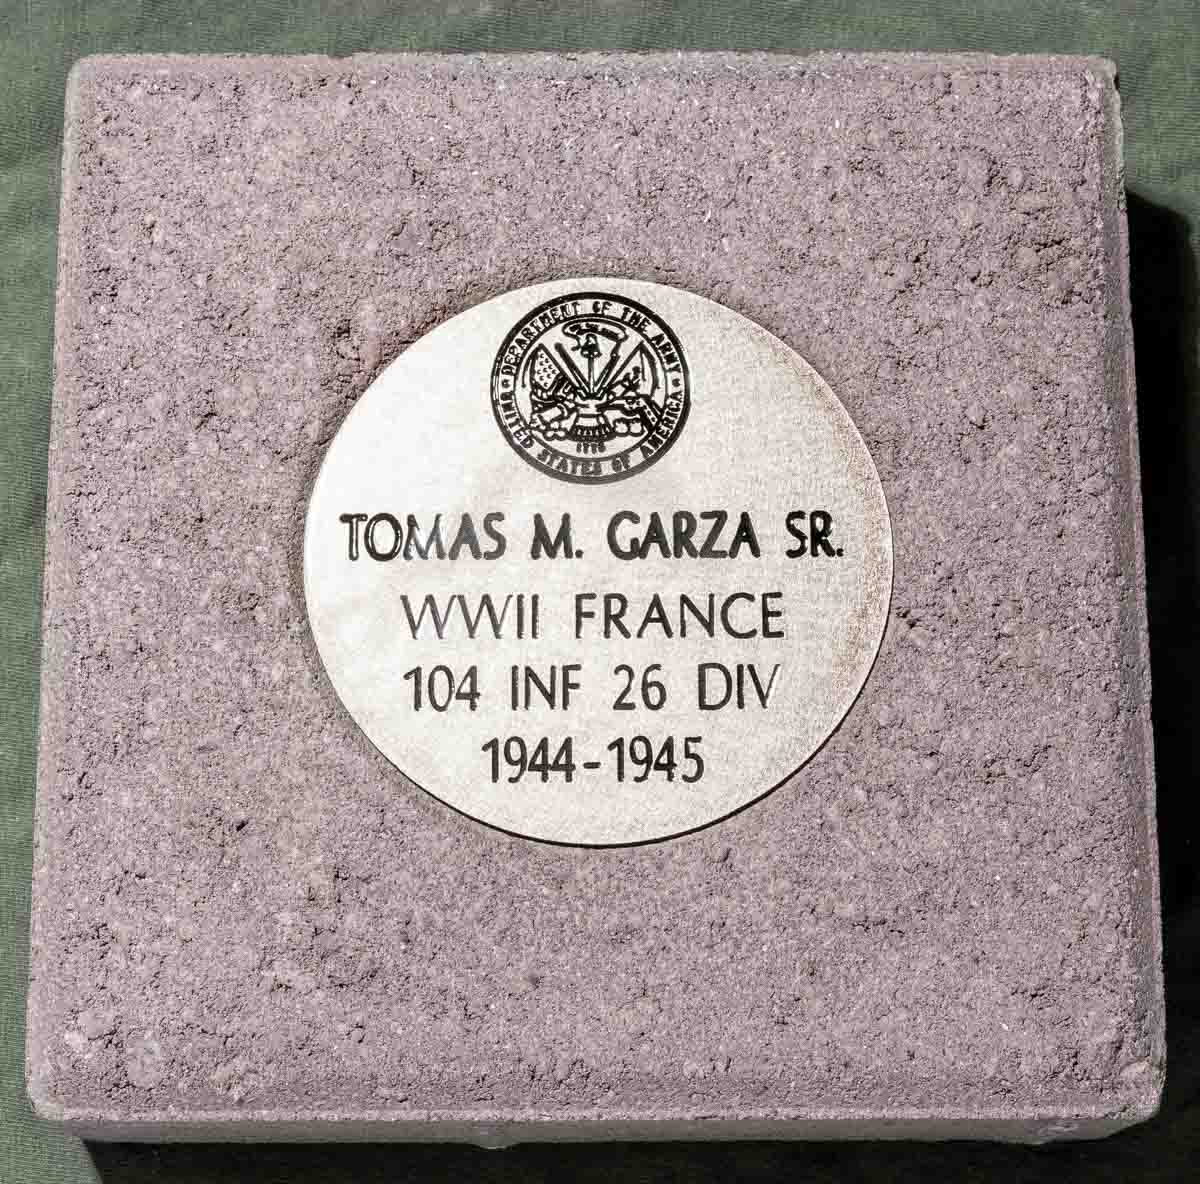 DEPARTMENT OF THE ARMY
UNITED STATES OF AMERICA
1775
TOMAS M. GARZA SR.
WWII FRANCE
104 INF 26 DIV
1944-1945